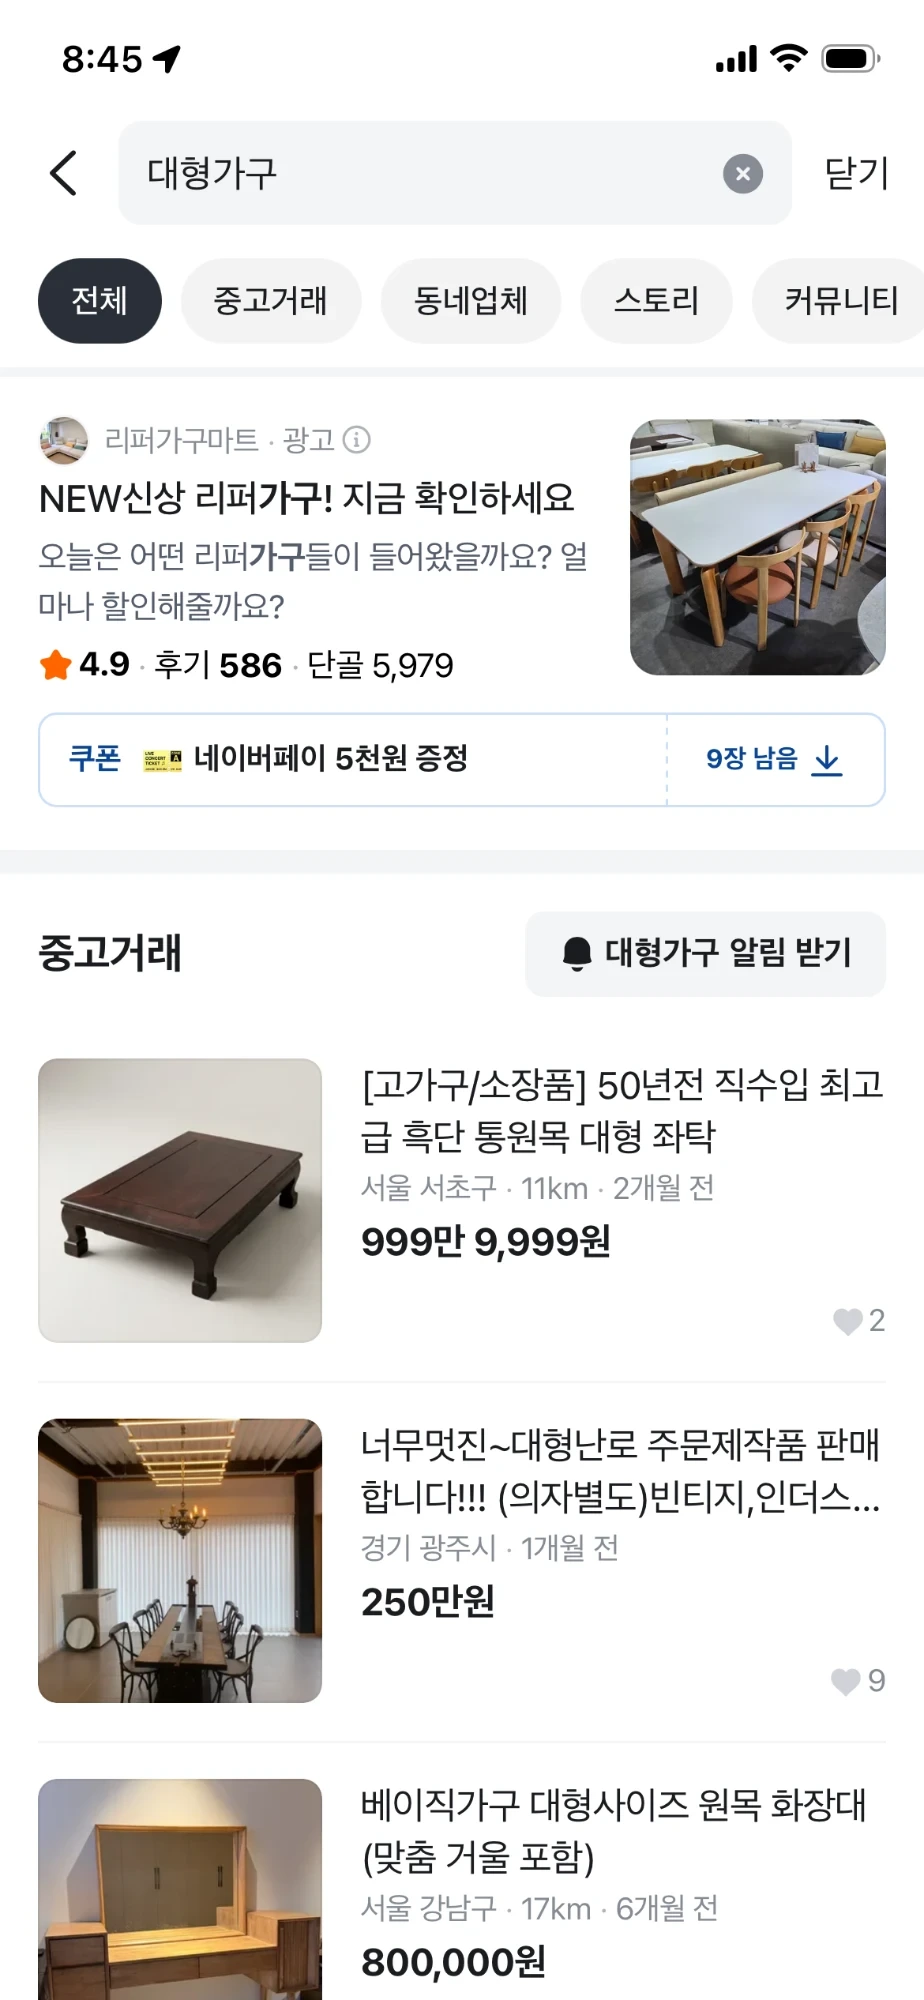 8:45
대형가구
닫기
전체
중고거래
동네업체
스토리
커뮤니티
리퍼가구마트 · 광고
NEW신상 리퍼가구! 지금 확인하세요
오늘은 어떤 리퍼가구들이 들어왔을까요? 얼
마나 할인해줄까요?
4.9 · 후기 586 · 단골 5,979
쿠폰
LIVE CONCERT TICKET
A
네이버페이 5천원 증정
9장 남음
중고거래
대형가구 알림 받기
[고가구/소장품] 50년전 직수입 최고
급 흑단 통원목 대형 좌탁
서울 서초구 · 11km · 2개월 전
999만 9,999원
2
너무멋진~대형난로 주문제작품 판매
합니다!!! (의자별도)빈티지,인더스...
경기 광주시 · 1개월 전
250만원
9
베이직가구 대형사이즈 원목 화장대
(맞춤 거울 포함)
서울 강남구 · 17km · 6개월 전
800,000원